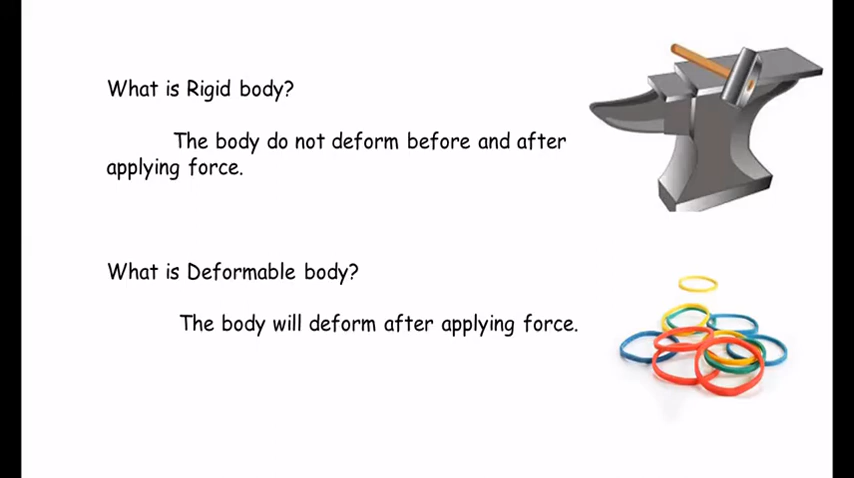 What is Rigid body?
The body do not deform before and after
applying force.
What is Deformable body?
The body will deform after applying force.